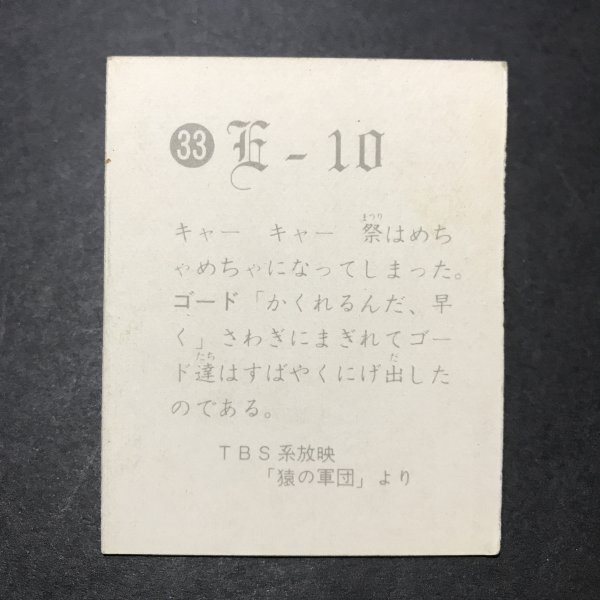 33 E-10
キャー キャー 祭はめち
ゃめちゃになってしまった。
ゴード「かくれるんだ、早
く」さわぎにまぎれてゴー
ド達はすばやくにげ出した
のである。
TBS系放映
「猿の軍団」より